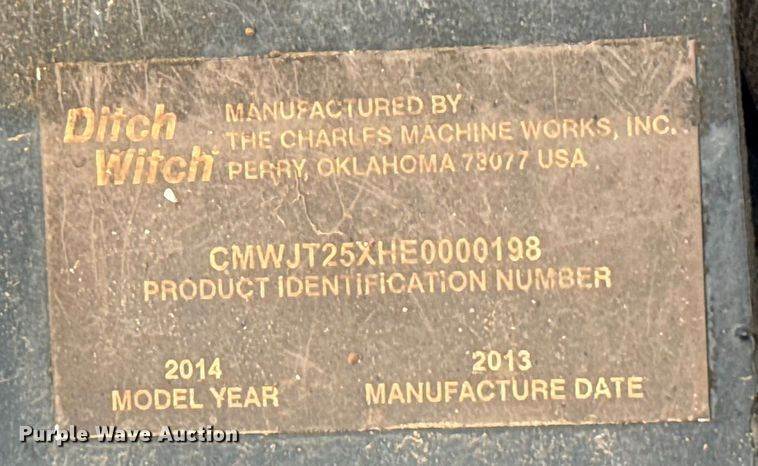 Ditch
Witch
MANUFACTURED BY
THE CHARLES MACHINE WORKS, INC.
PERRY, OKLAHOMA 73077 USA
CMWJT25XHE0000198
PRODUCT IDENTIFICATION NUMBER
2014
MODEL YEAR
2013
MANUFACTURE DATE
Purple Wave Auction